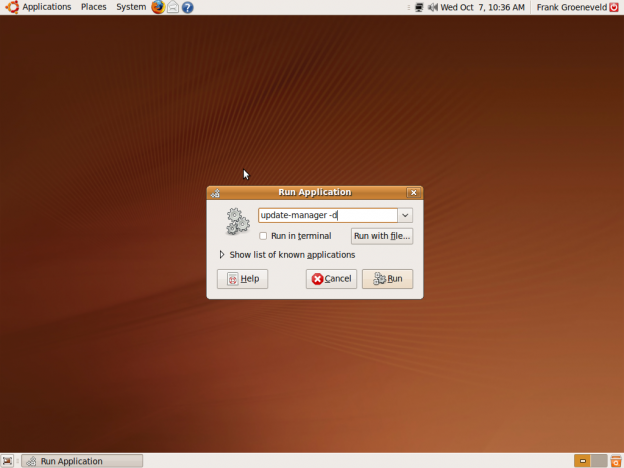 Applications Places System Wed Oct 7, 10:36 AM Frank Groeneveld
Run Application
update-manager -d
Run in terminal Run with file...
Show list of known applications
Help Cancel Run
Run Application